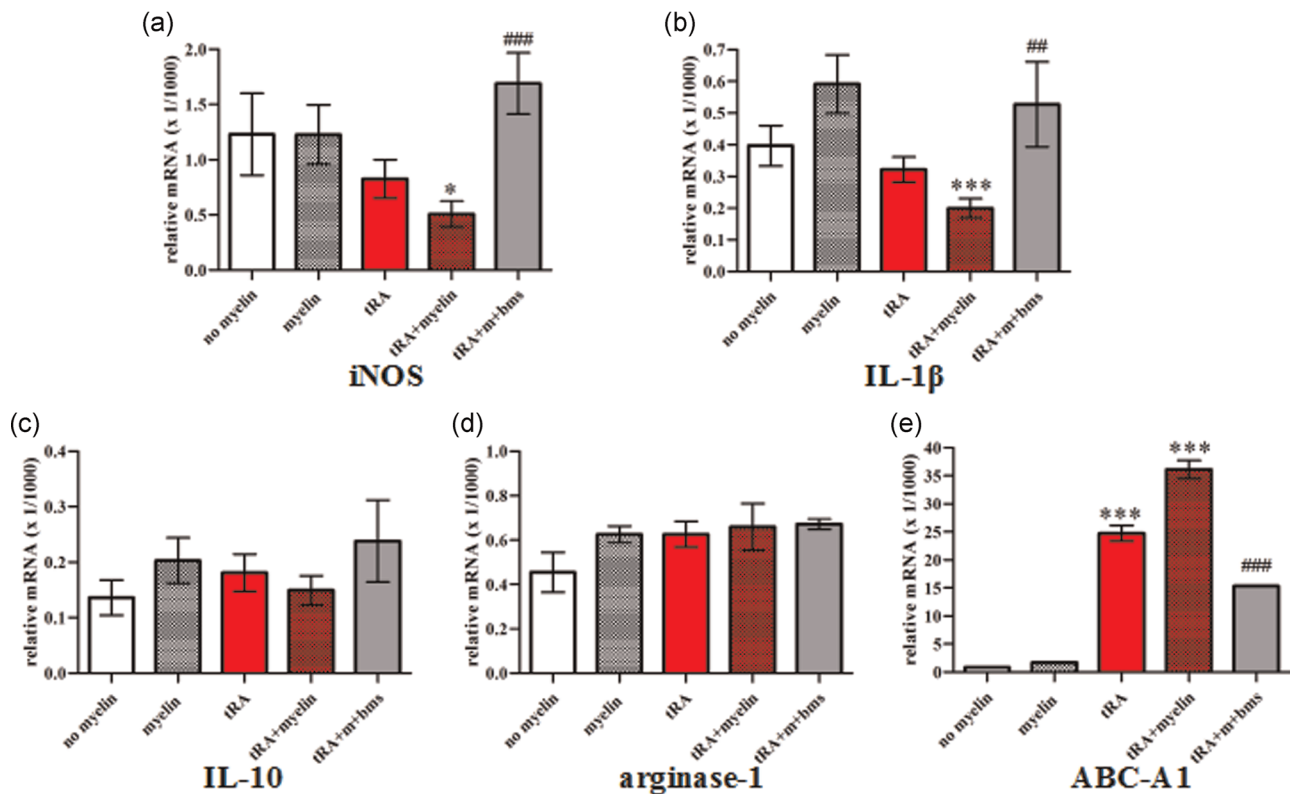 (a)
relative mRNA (x 1/1000)
2.0
1.5
1.0
0.5
0.0
###
*
no myelin
myelin
tRA
tRA+myelin
tRA+m+bms
iNOS
(b)
relative mRNA (x 1/1000)
0.7
0.6
0.5
0.4
0.3
0.2
0.1
0.0
##
***
no myelin
myelin
tRA
tRA+myelin
tRA+m+bms
IL-1β
(c)
relative mRNA (x 1/1000)
0.4
0.3
0.2
0.1
0.0
no myelin
myelin
tRA
tRA+myelin
tRA+m+bms
IL-10
(d)
relative mRNA (x 1/1000)
1.0
0.8
0.6
0.4
0.2
0.0
no myelin
myelin
tRA
tRA+myelin
tRA+m+bms
arginase-1
(e)
relative mRNA (x 1/1000)
40
35
30
25
20
15
10
5
0
***
***
###
no myelin
myelin
tRA
tRA+myelin
tRA+m+bms
ABC-A1